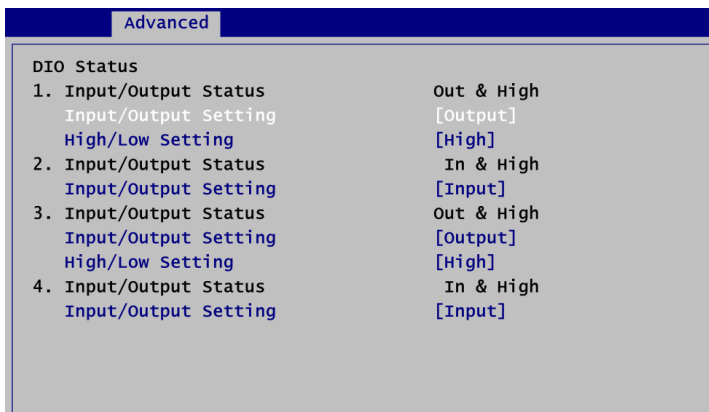 Advanced
DIO Status
1. Input/Output Status Out & High
Input/Output Setting [Output]
High/Low Setting [High]
2. Input/Output Status In & High
Input/Output Setting [Input]
3. Input/Output Status Out & High
Input/Output Setting [Output]
High/Low Setting [High]
4. Input/Output Status In & High
Input/Output Setting [Input]